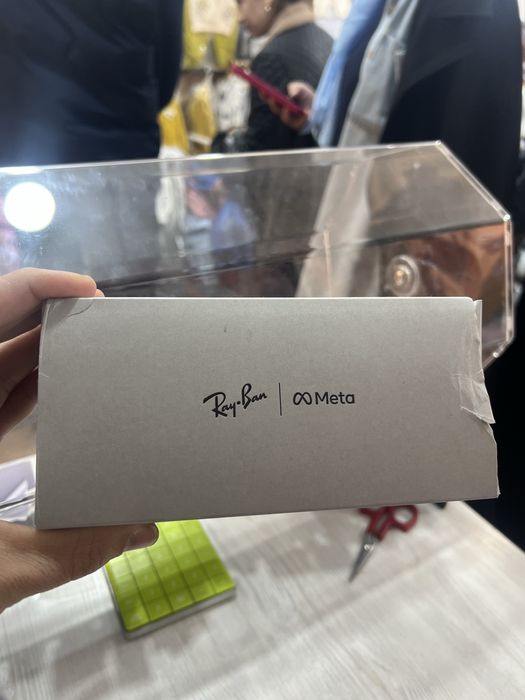 Ray-Ban | ∞ Meta